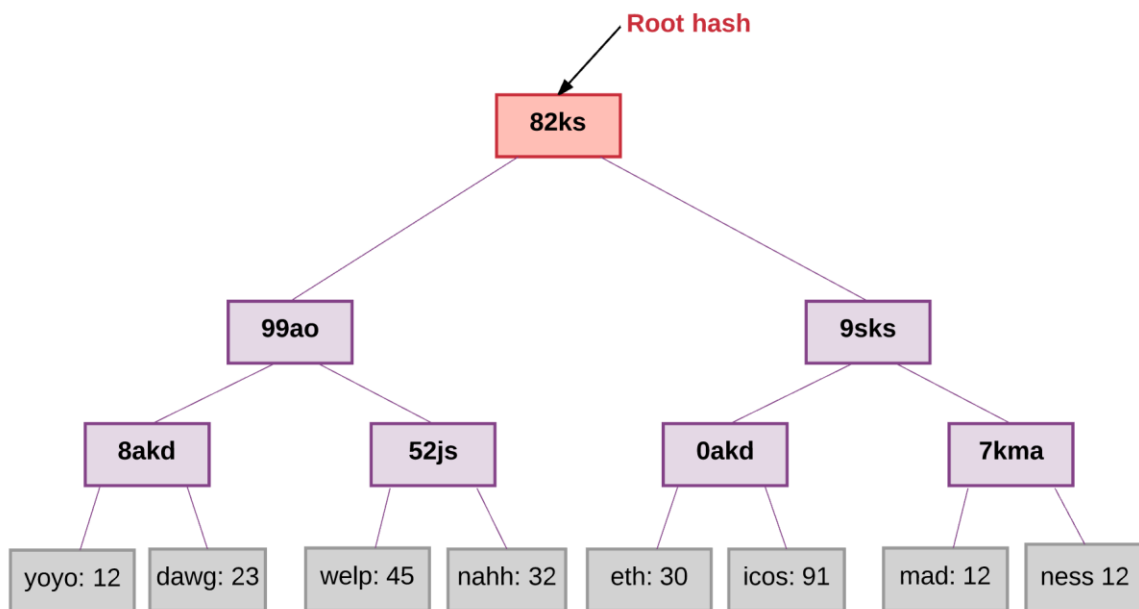 Root hash
82ks
99ao
9sks
8akd
52js
0akd
7kma
yoyo: 12
dawg: 23
welp: 45
nahh: 32
eth: 30
icos: 91
mad: 12
ness 12